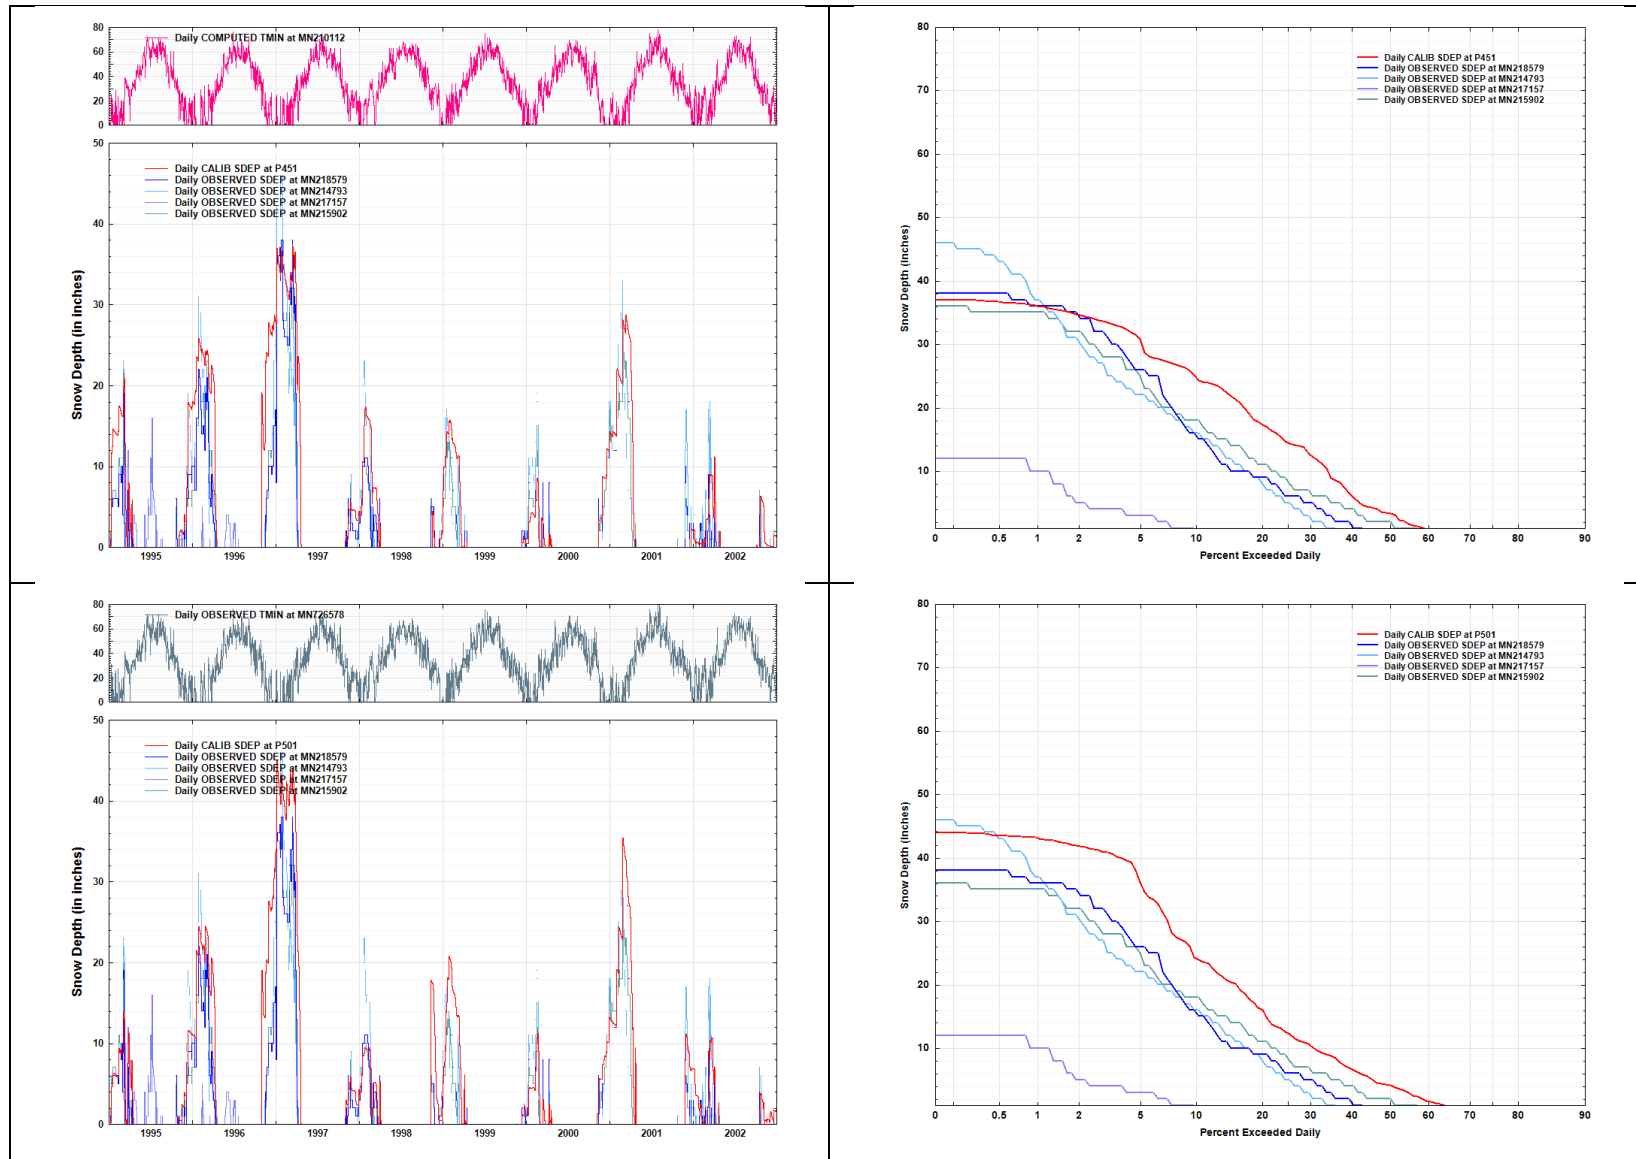 80
60
40
20
0
Daily COMPUTED TMIN at MN210112
50
40
30
20
10
0
Snow Depth (in inches)
Daily CALIB SDEP at P451
Daily OBSERVED SDEP at MN218579
Daily OBSERVED SDEP at MN214793
Daily OBSERVED SDEP at MN217157
Daily OBSERVED SDEP at MN215902
1995 1996 1997 1998 1999 2000 2001 2002
80
70
60
50
40
30
20
10
Snow Depth (inches)
Daily CALIB SDEP at P451
Daily OBSERVED SDEP at MN218579
Daily OBSERVED SDEP at MN214793
Daily OBSERVED SDEP at MN217157
Daily OBSERVED SDEP at MN215902
0 0.5 1 2 5 10 20 30 40 50 60 70 80 90
Percent Exceeded Daily
80
60
40
20
0
Daily OBSERVED TMIN at MN726578
50
40
30
20
10
0
Snow Depth (in inches)
Daily CALIB SDEP at P501
Daily OBSERVED SDEP at MN218579
Daily OBSERVED SDEP at MN214793
Daily OBSERVED SDEP at MN217157
Daily OBSERVED SDEP at MN215902
1995 1996 1997 1998 1999 2000 2001 2002
80
70
60
50
40
30
20
10
Snow Depth (inches)
Daily CALIB SDEP at P501
Daily OBSERVED SDEP at MN218579
Daily OBSERVED SDEP at MN214793
Daily OBSERVED SDEP at MN217157
Daily OBSERVED SDEP at MN215902
0 0.5 1 2 5 10 20 30 40 50 60 70 80 90
Percent Exceeded Daily